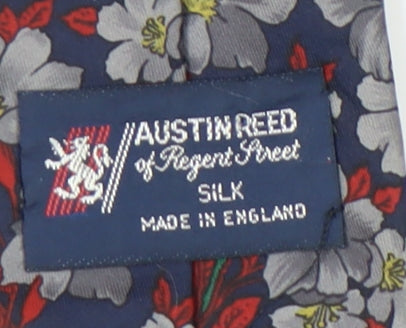 AUSTIN REED
of Regent Street
SILK
MADE IN ENGLAND